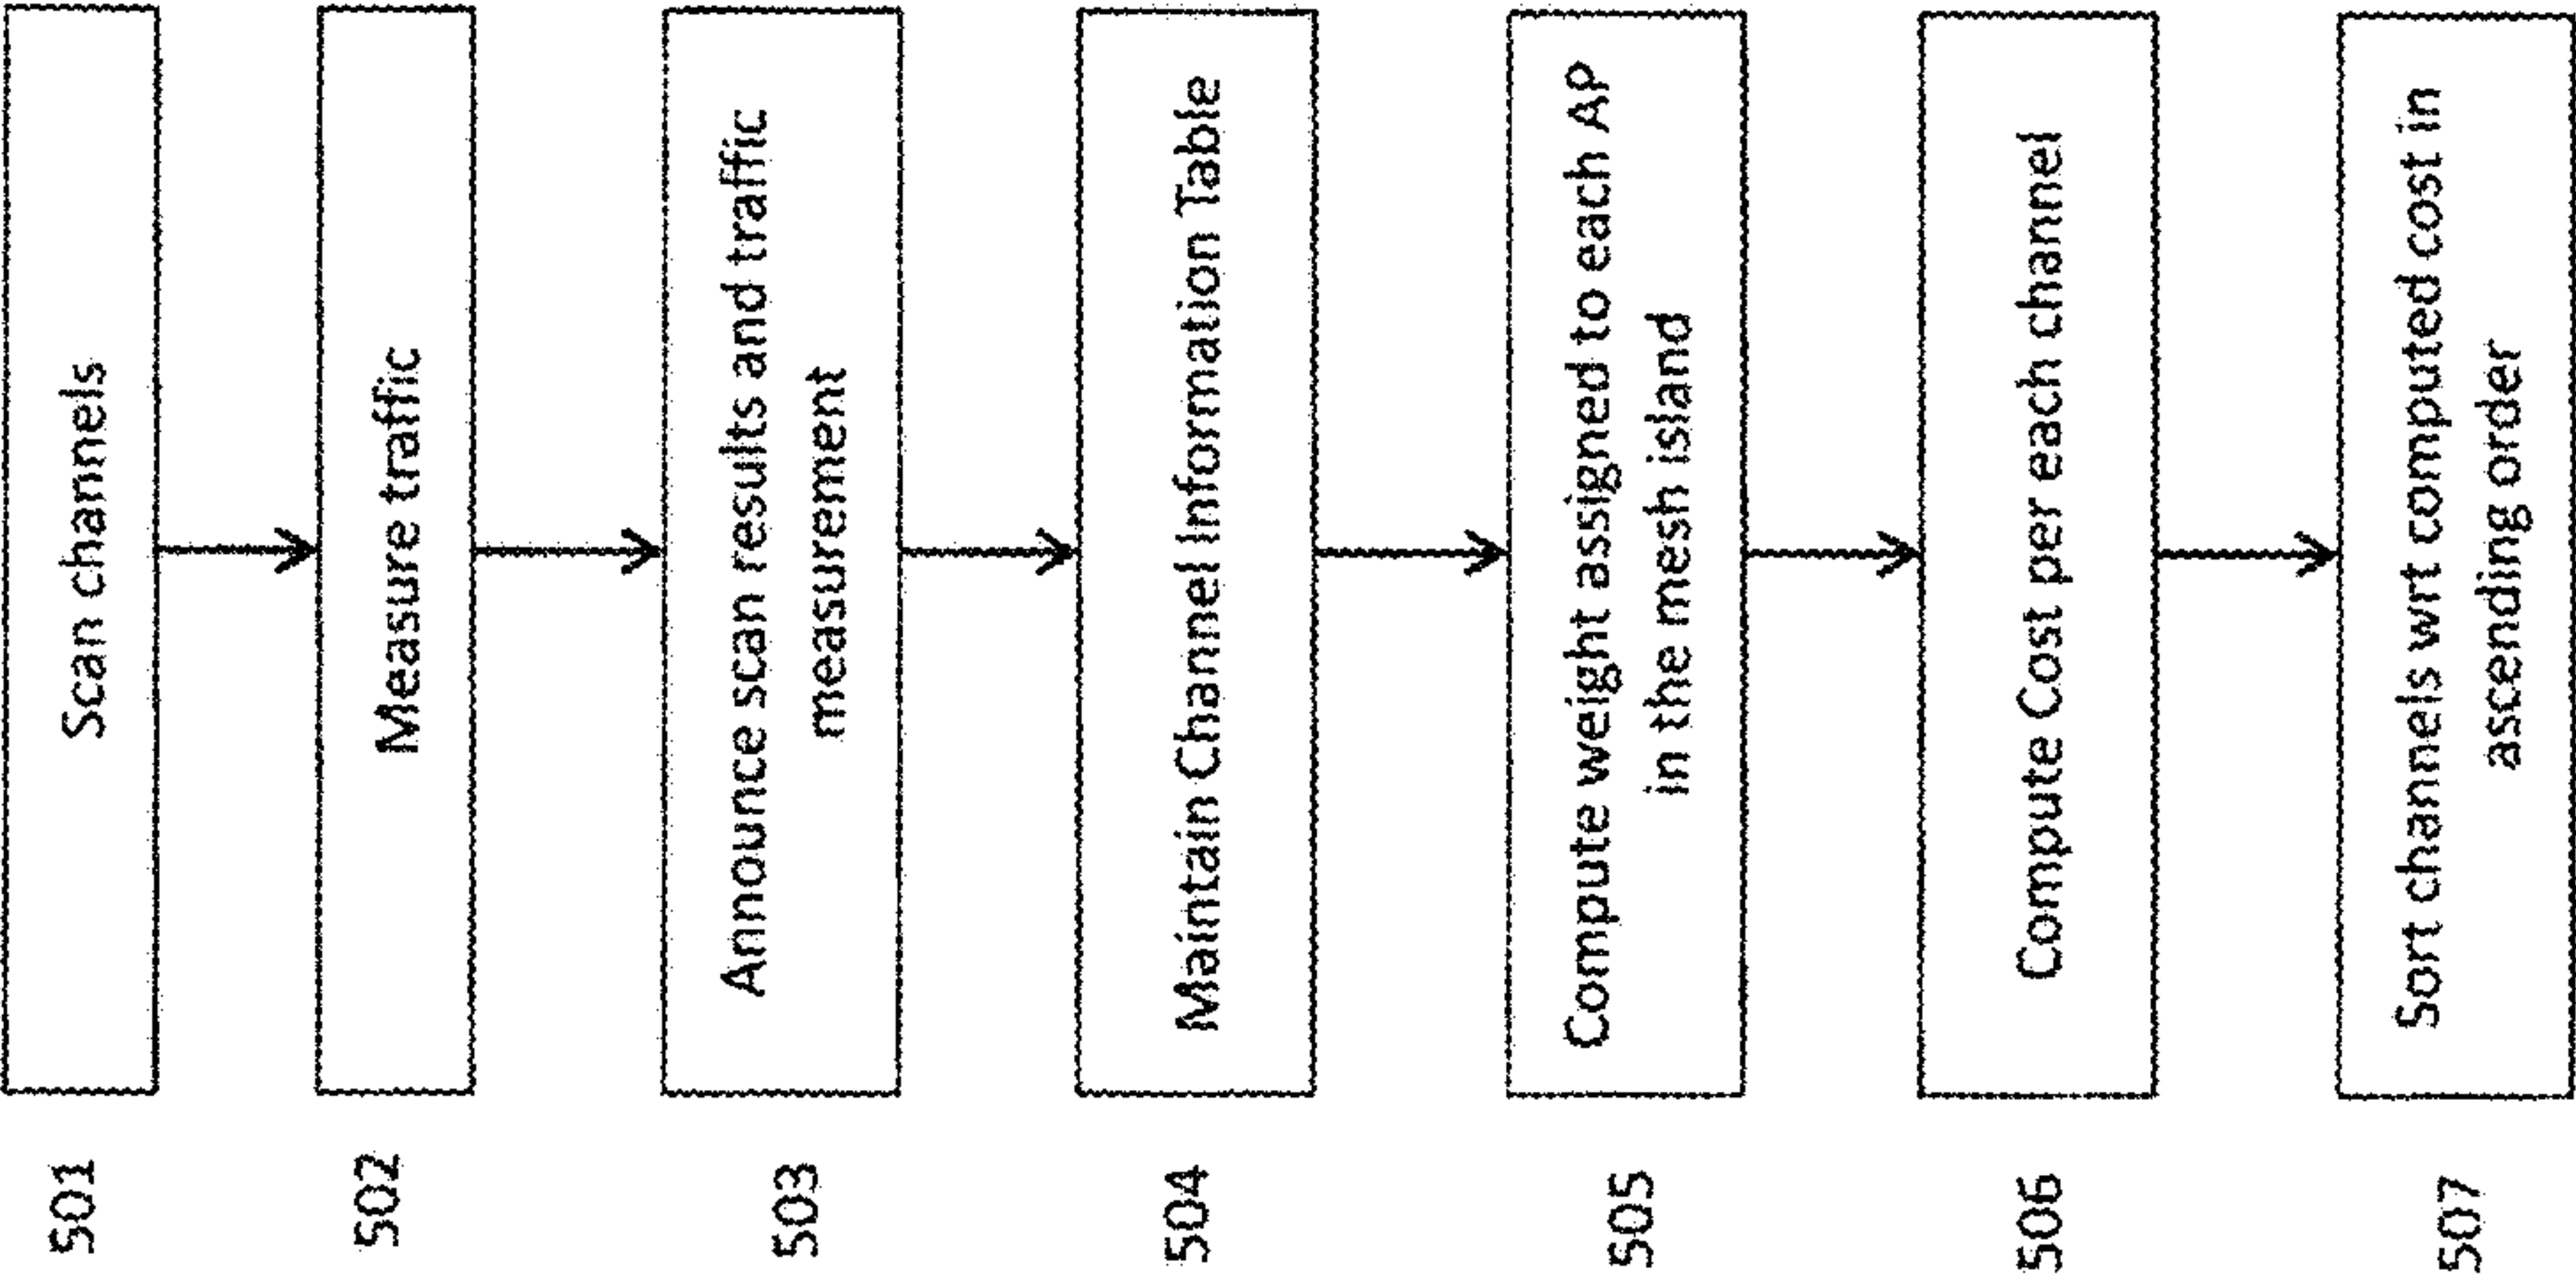 501
Scan channels
502
Measure traffic
503
Announce scan results and traffic
measurement
504
Maintain Channel Information Table
505
Compute weight assigned to each AP
in the mesh island
506
Compute Cost per each channel
507
Sort channels wrt computed cost in
ascending order